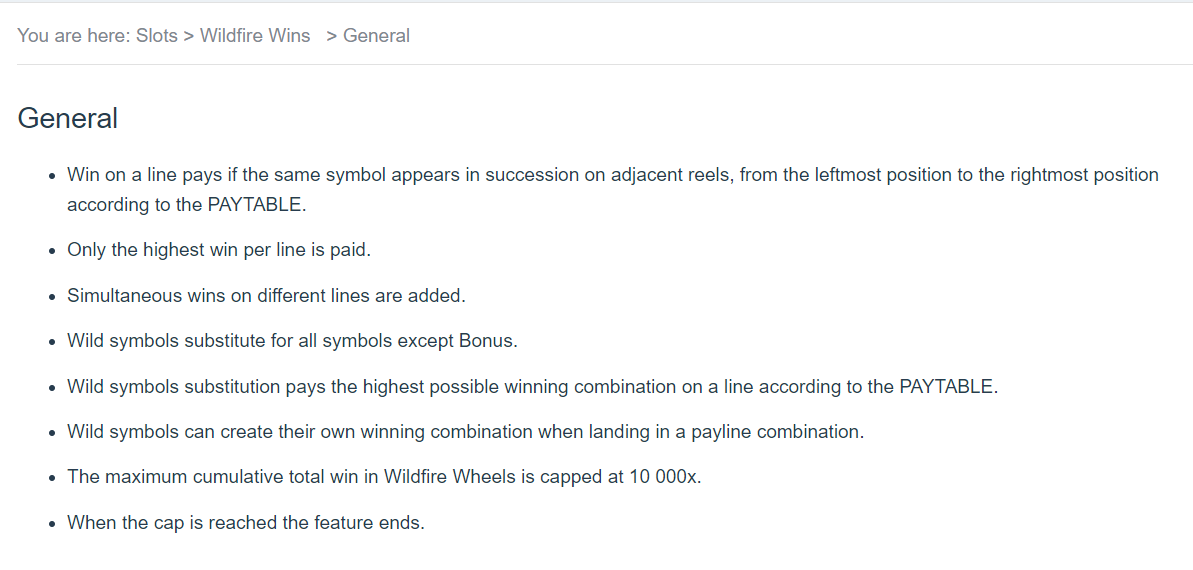 You are here: Slots > Wildfire Wins > General
General
• Win on a line pays if the same symbol appears in succession on adjacent reels, from the leftmost position to the rightmost position
according to the PAYTABLE.
• Only the highest win per line is paid.
• Simultaneous wins on different lines are added.
• Wild symbols substitute for all symbols except Bonus.
• Wild symbols substitution pays the highest possible winning combination on a line according to the PAYTABLE.
• Wild symbols can create their own winning combination when landing in a payline combination.
• The maximum cumulative total win in Wildfire Wheels is capped at 10 000x.
• When the cap is reached the feature ends.